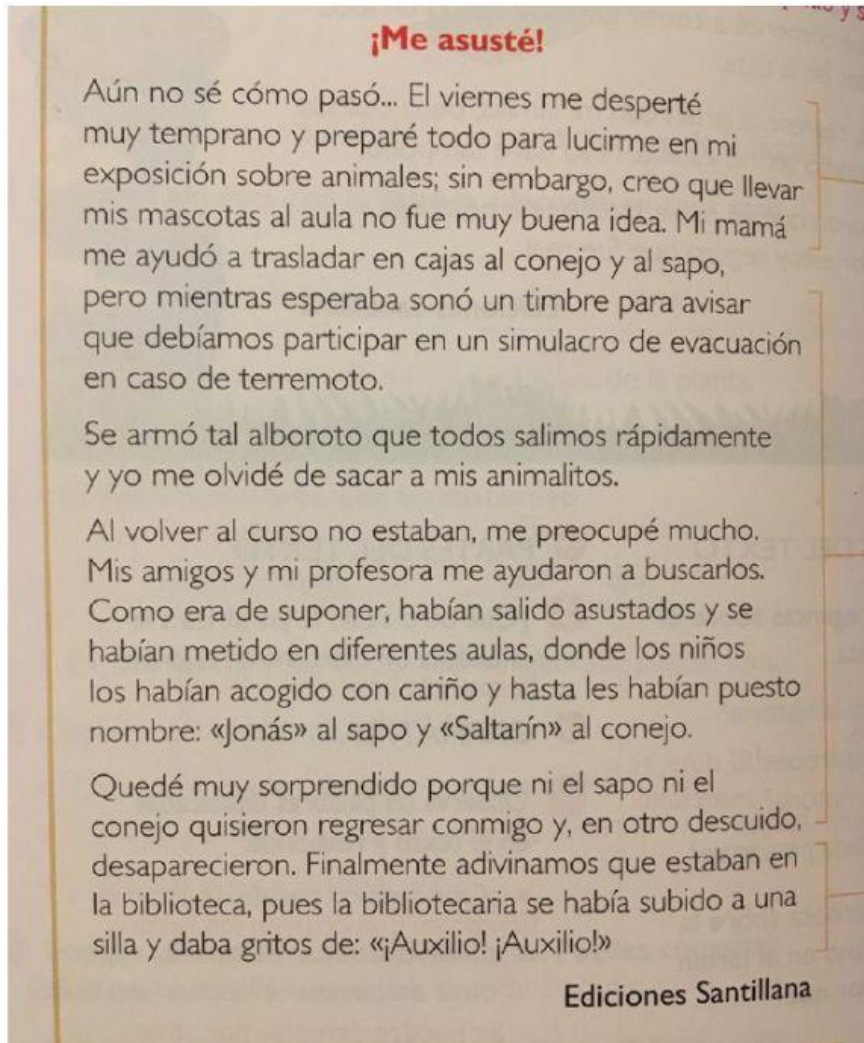 ¡Me asusté!
Aún no sé cómo pasó... El viernes me desperté
muy temprano y preparé todo para lucirme en mi
exposición sobre animales; sin embargo, creo que llevar
mis mascotas al aula no fue muy buena idea. Mi mamá
me ayudó a trasladar en cajas al conejo y al sapo,
pero mientras esperaba sonó un timbre para avisar
que debíamos participar en un simulacro de evacuación
en caso de terremoto.
Se armó tal alboroto que todos salimos rápidamente
y yo me olvidé de sacar a mis animalitos.
Al volver al curso no estaban, me preocupé mucho.
Mis amigos y mi profesora me ayudaron a buscarlos.
Como era de suponer, habían salido asustados y se
habían metido en diferentes aulas, donde los niños
los habían acogido con cariño y hasta les habían puesto
nombre: «Jonás» al sapo y «Saltarín» al conejo.
Quedé muy sorprendido porque ni el sapo ni el
conejo quisieron regresar conmigo y, en otro descuido,
desaparecieron. Finalmente adivinamos que estaban en
la biblioteca, pues la bibliotecaria se había subido a una
silla y daba gritos de: «¡Auxilio! ¡Auxilio!»
Ediciones Santillana